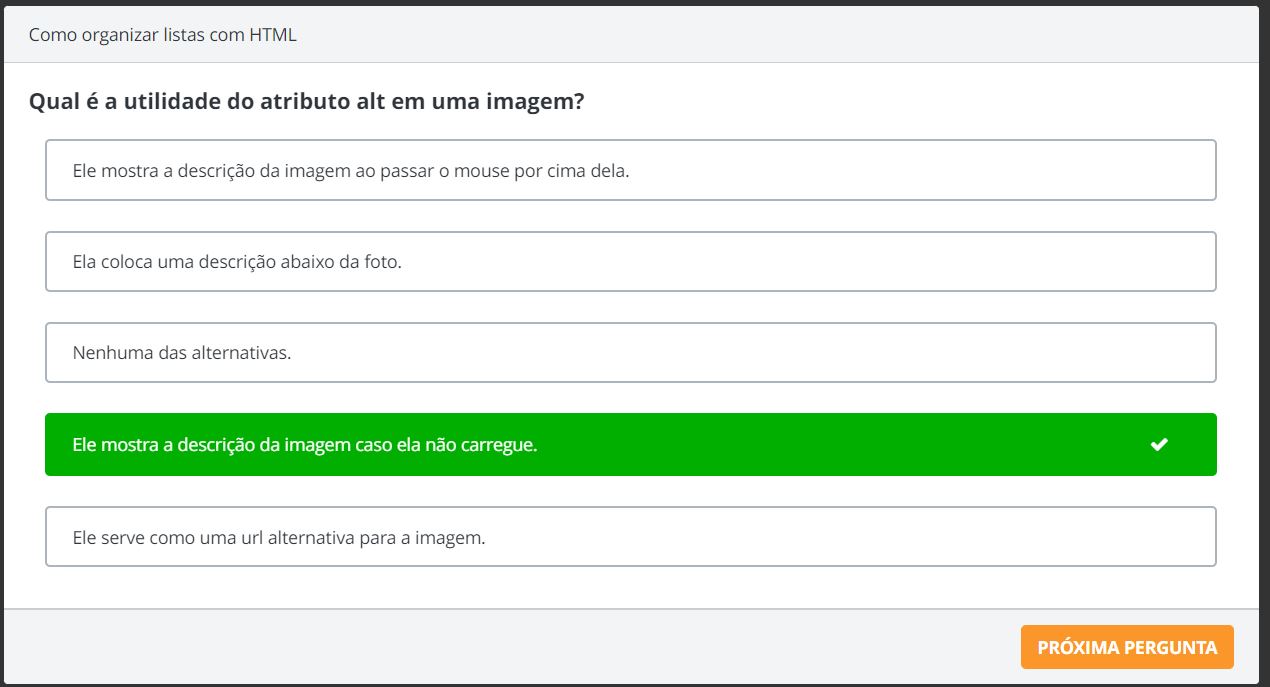 Como organizar listas com HTML
Qual é a utilidade do atributo alt em uma imagem?
Ele mostra a descrição da imagem ao passar o mouse por cima dela.
Ela coloca uma descrição abaixo da foto.
Nenhuma das alternativas.
Ele mostra a descrição da imagem caso ela não carregue.
Ele serve como uma url alternativa para a imagem.
PRÓXIMA PERGUNTA